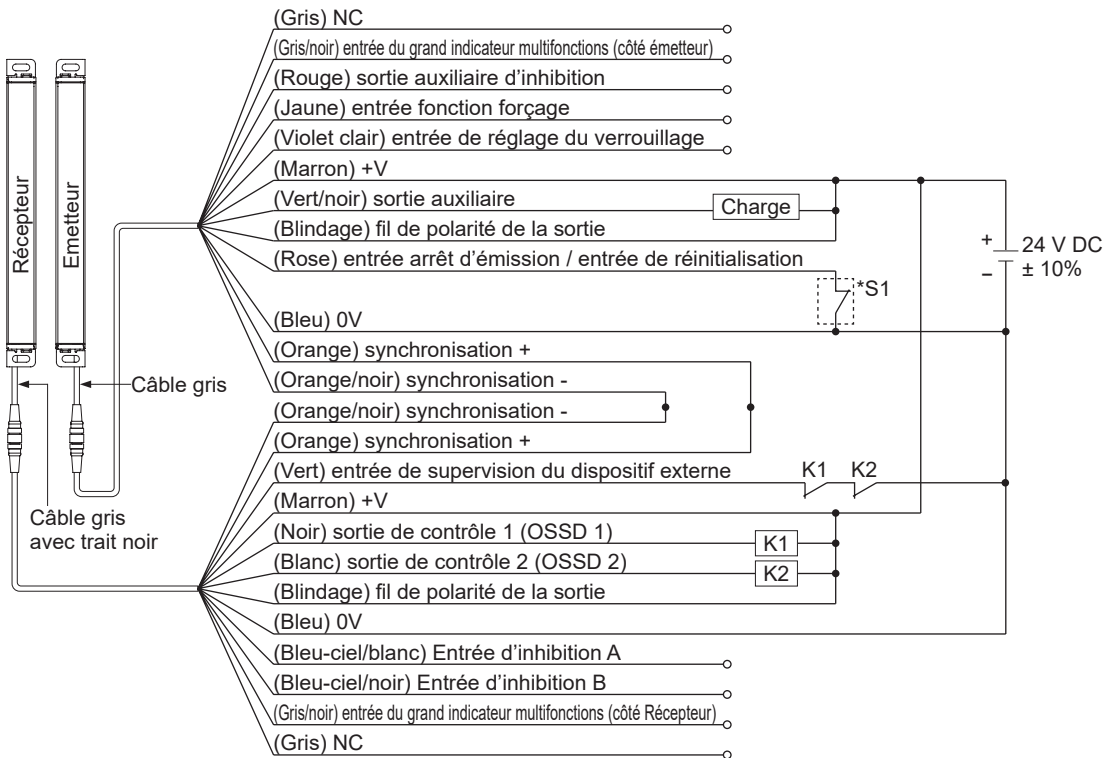 (Gris) NC
(Gris/noir) entrée du grand indicateur multifonctions (côté émetteur)
(Rouge) sortie auxiliaire d'inhibition
(Jaune) entrée fonction forçage
(Violet clair) entrée de réglage du verrouillage
(Marron) +V
(Vert/noir) sortie auxiliaire
Charge
(Blindage) fil de polarité de la sortie
(Rose) entrée arrêt d'émission / entrée de réinitialisation
*S1
+
−
24 V DC
± 10%
(Bleu) 0V
(Orange) synchronisation +
(Orange/noir) synchronisation -
(Orange/noir) synchronisation -
(Orange) synchronisation +
(Vert) entrée de supervision du dispositif externe
K1 K2
(Marron) +V
(Noir) sortie de contrôle 1 (OSSD 1)
K1
(Blanc) sortie de contrôle 2 (OSSD 2)
K2
(Blindage) fil de polarité de la sortie
(Bleu) 0V
(Bleu-ciel/blanc) Entrée d'inhibition A
(Bleu-ciel/noir) Entrée d'inhibition B
(Gris/noir) entrée du grand indicateur multifonctions (côté Récepteur)
(Gris) NC
Récepteur
Emetteur
Câble gris
Câble gris
avec trait noir